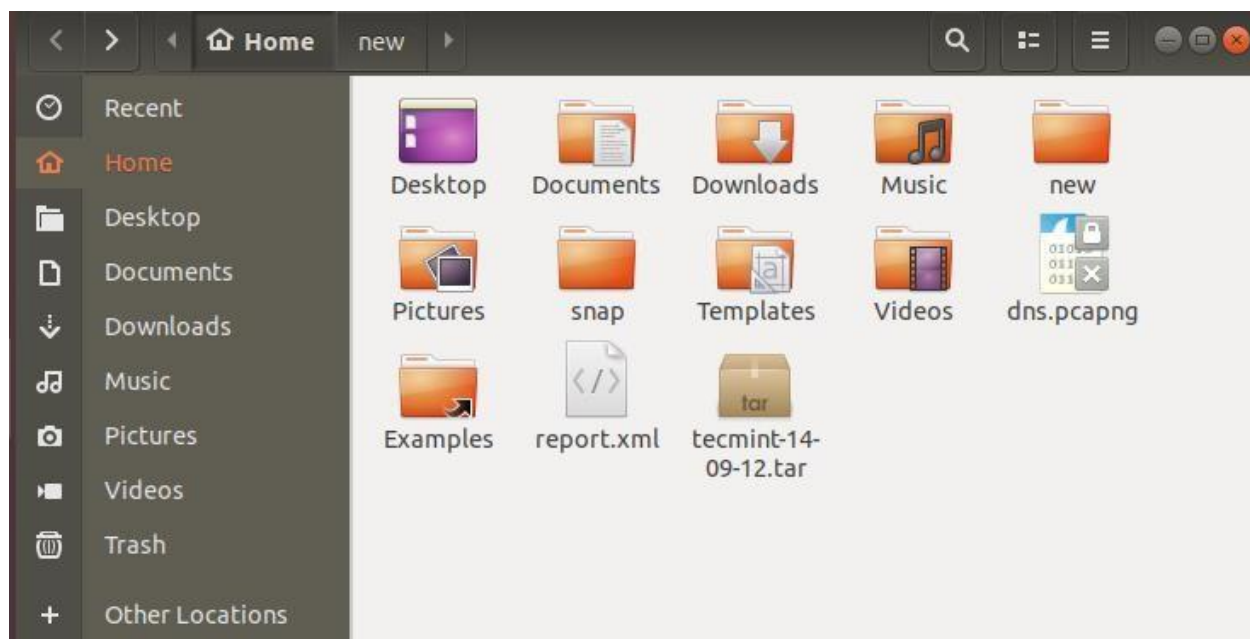 Home new
Recent
Home
Desktop
Documents
Downloads
Music
Pictures
Videos
Trash
Other Locations
Desktop Documents Downloads Music new
Pictures snap Templates Videos dns.pcapng
Examples report.xml tecmint-14-
09-12.tar
tar